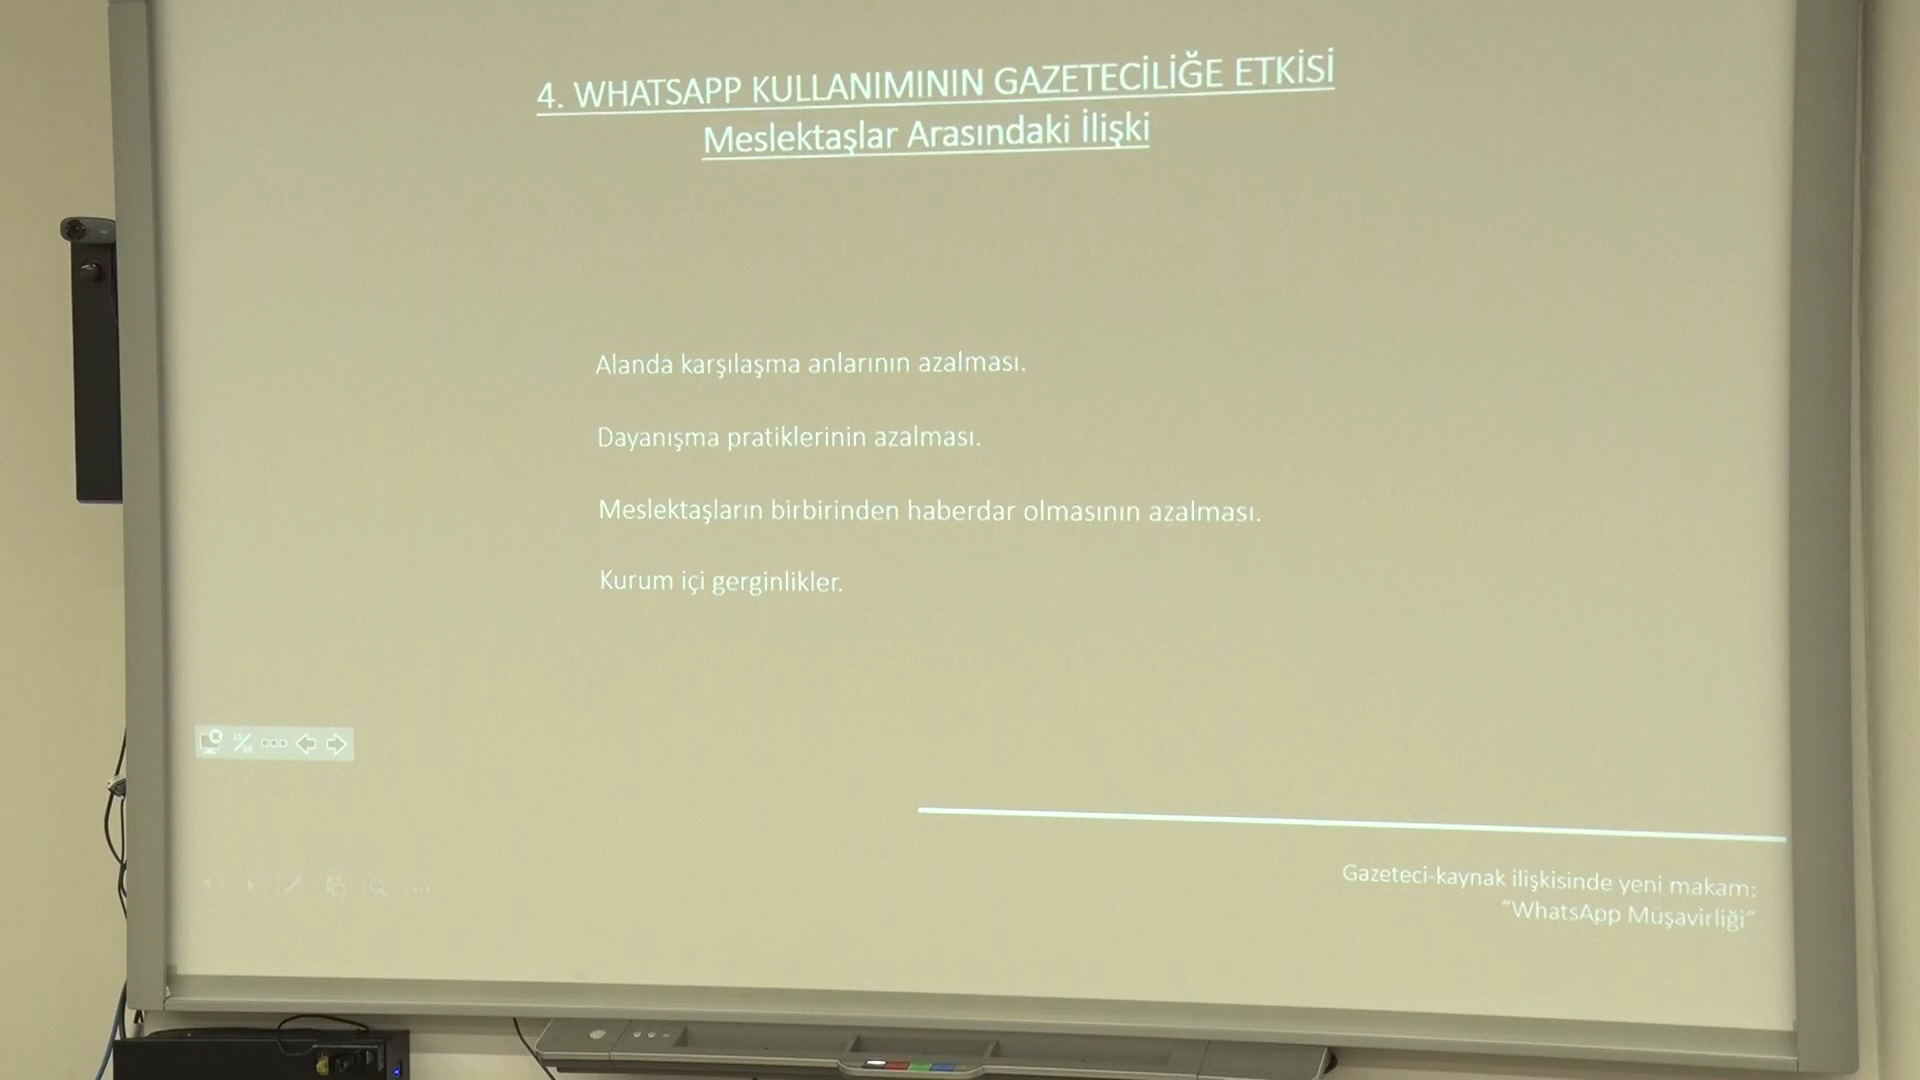 4. WHATSAPP KULLANIMININ GAZETECİLİĞE ETKİSİ
Meslektaşlar Arasındaki İlişki
Alanda karşılaşma anlarının azalması.
Dayanışma pratiklerinin azalması.
Meslektaşların birbirinden haberdar olmasının azalması.
Kurum içi gerginlikler.
Gazeteci-kaynak ilişkisinde yeni makam:
“WhatsApp Müşavirliği”